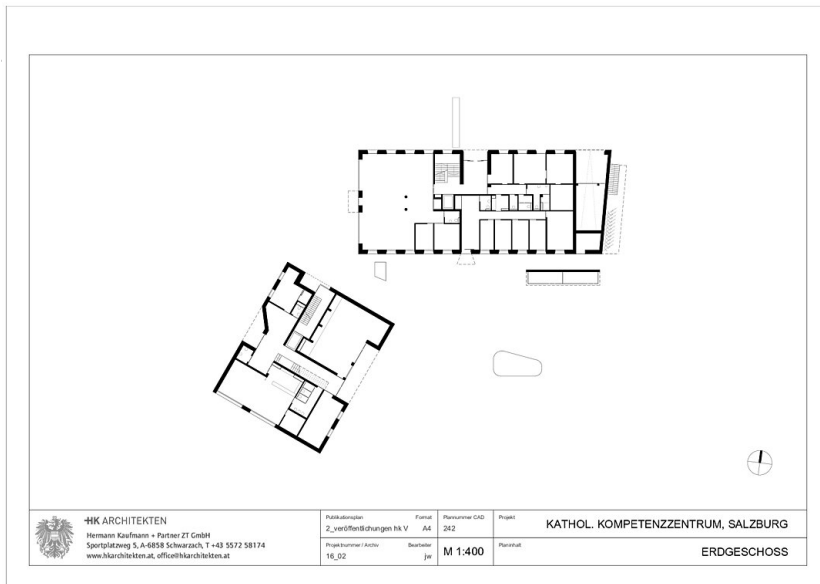 HK ARCHITEKTEN
Hermann Kaufmann + Partner ZT GmbH
Sportplatzweg 5, A-6858 Schwarzach, T +43 5572 58174
www.hkarchitekten.at, office@hkarchitekten.at
Publikationsplan
Format
2_veröffentlichungen hk V
A4
Projektnummer / Archiv
Bearbeiter
16_02
jw
Plannummer CAD
242
M 1:400
Projekt
KATHOL. KOMPETENZZENTRUM, SALZBURG
Planinhalt
ERDGESCHOSS